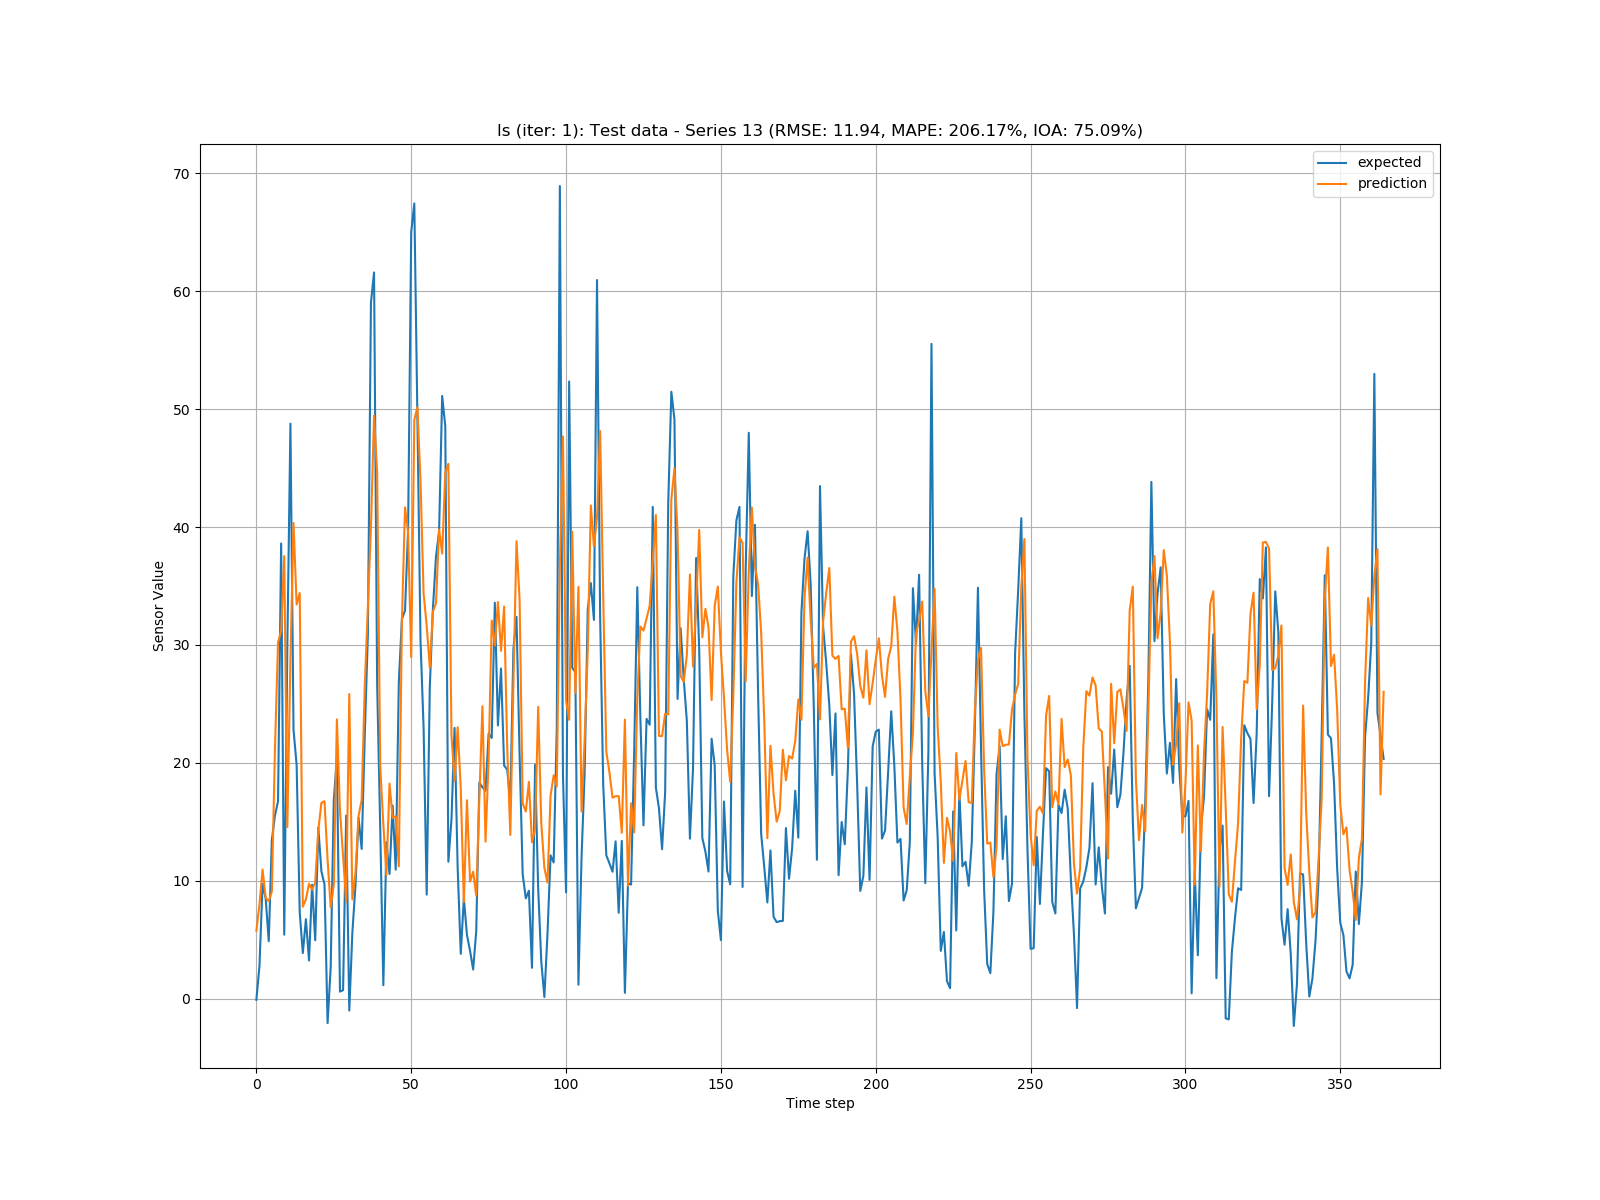 ls (iter: 1): Test data - Series 13 (RMSE: 11.94, MAPE: 206.17%, IOA: 75.09%)
expected
prediction
70
60
50
40
30
20
10
0
Sensor Value
0 50 100 150 200 250 300 350
Time step